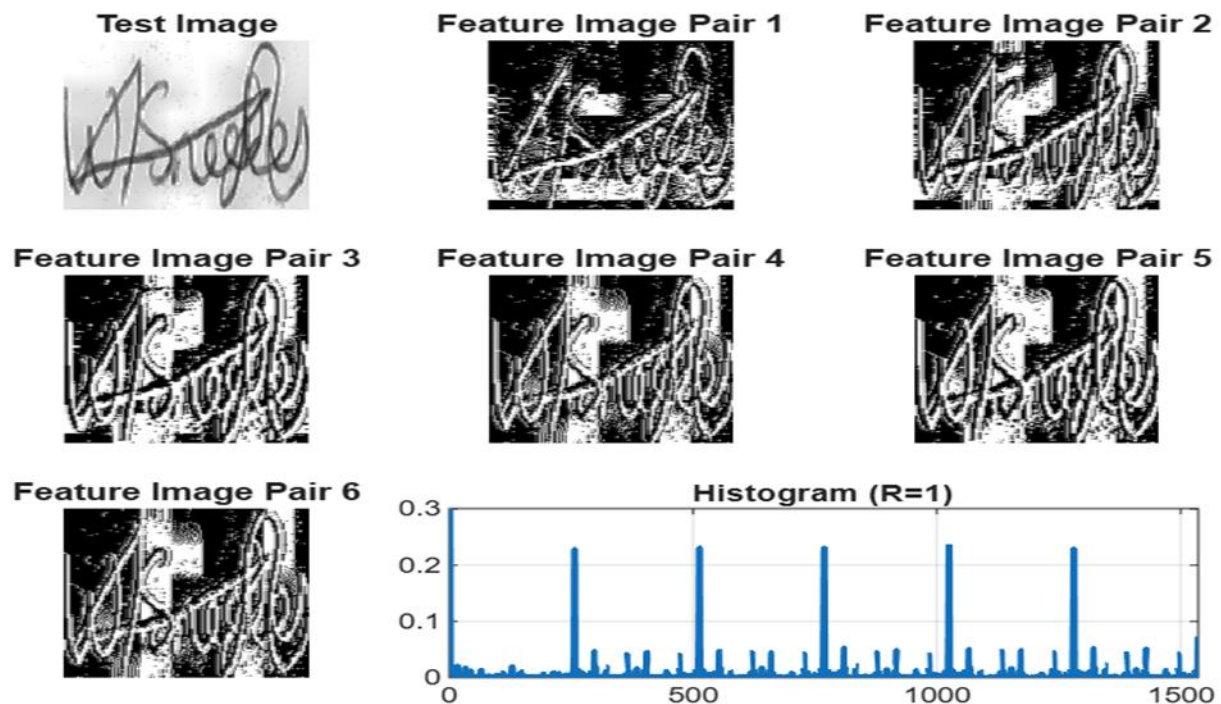 Test Image
Feature Image Pair 1
Feature Image Pair 2
Feature Image Pair 3
Feature Image Pair 4
Feature Image Pair 5
Feature Image Pair 6
Histogram (R=1)
0.3
0.2
0.1
0
0
500
1000
1500